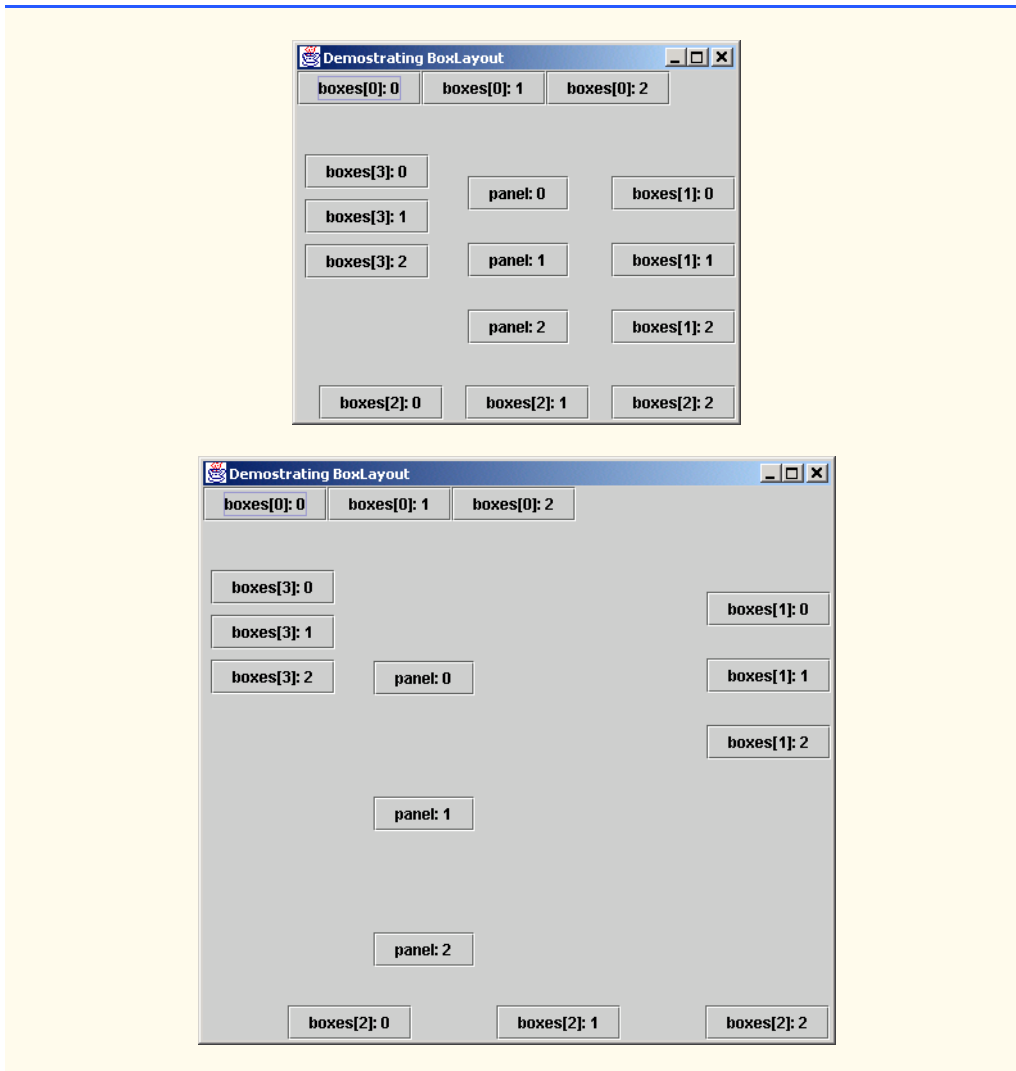 Demostrating BoxLayout
boxes[0]: 0 boxes[0]: 1 boxes[0]: 2
boxes[3]: 0
panel: 0 boxes[1]: 0
boxes[3]: 1
boxes[3]: 2 panel: 1 boxes[1]: 1
panel: 2 boxes[1]: 2
boxes[2]: 0 boxes[2]: 1 boxes[2]: 2
Demostrating BoxLayout
boxes[0]: 0 boxes[0]: 1 boxes[0]: 2
boxes[3]: 0
boxes[1]: 0
boxes[3]: 1
boxes[3]: 2 panel: 0 boxes[1]: 1
boxes[1]: 2
panel: 1
panel: 2
boxes[2]: 0 boxes[2]: 1 boxes[2]: 2